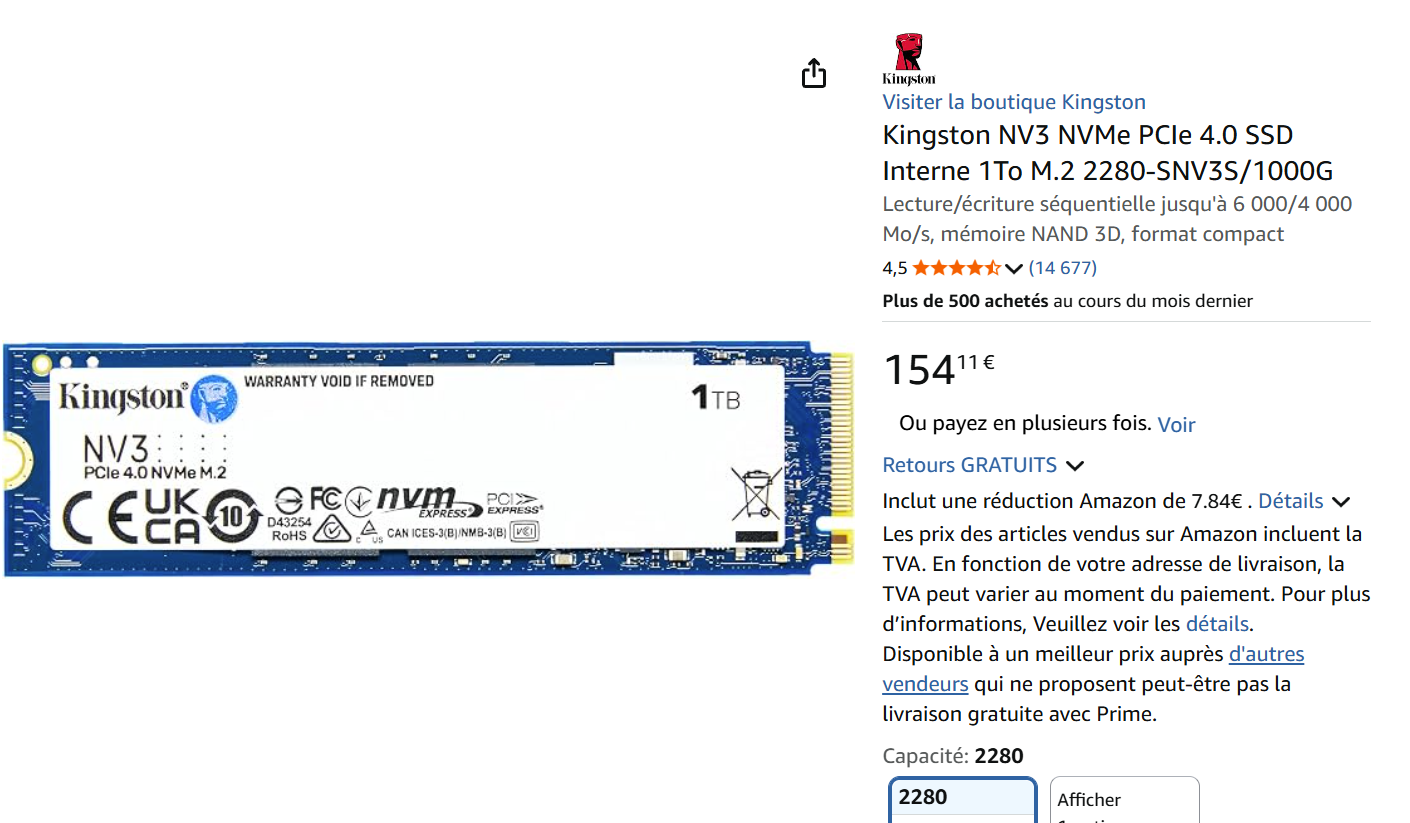 Kingston
Visiter la boutique Kingston
Kingston NV3 NVMe PCIe 4.0 SSD
Interne 1To M.2 2280-SNV3S/1000G
Lecture/écriture séquentielle jusqu'à 6 000/4 000
Mo/s, mémoire NAND 3D, format compact
4,5 (14 677)
Plus de 500 achetés au cours du mois dernier
154 11 €
Ou payez en plusieurs fois. Voir
Retours GRATUITS
Inclut une réduction Amazon de 7.84€ . Détails
Les prix des articles vendus sur Amazon incluent la
TVA. En fonction de votre adresse de livraison, la
TVA peut varier au moment du paiement. Pour plus
d’informations, Veuillez voir les détails.
Disponible à un meilleur prix auprès d'autres
vendeurs qui ne proposent peut-être pas la
livraison gratuite avec Prime.
Capacité: 2280
2280
Afficher
Kingston®
WARRANTY VOID IF REMOVED
1TB
NV3
PCIe 4.0 NVMe M.2
CE UK CA 10
D43254
RoHS
FC
nvm EXPRESS®
PCI EXPRESS®
C US
CAN ICES-3(B)/NMB-3(B)
VCI